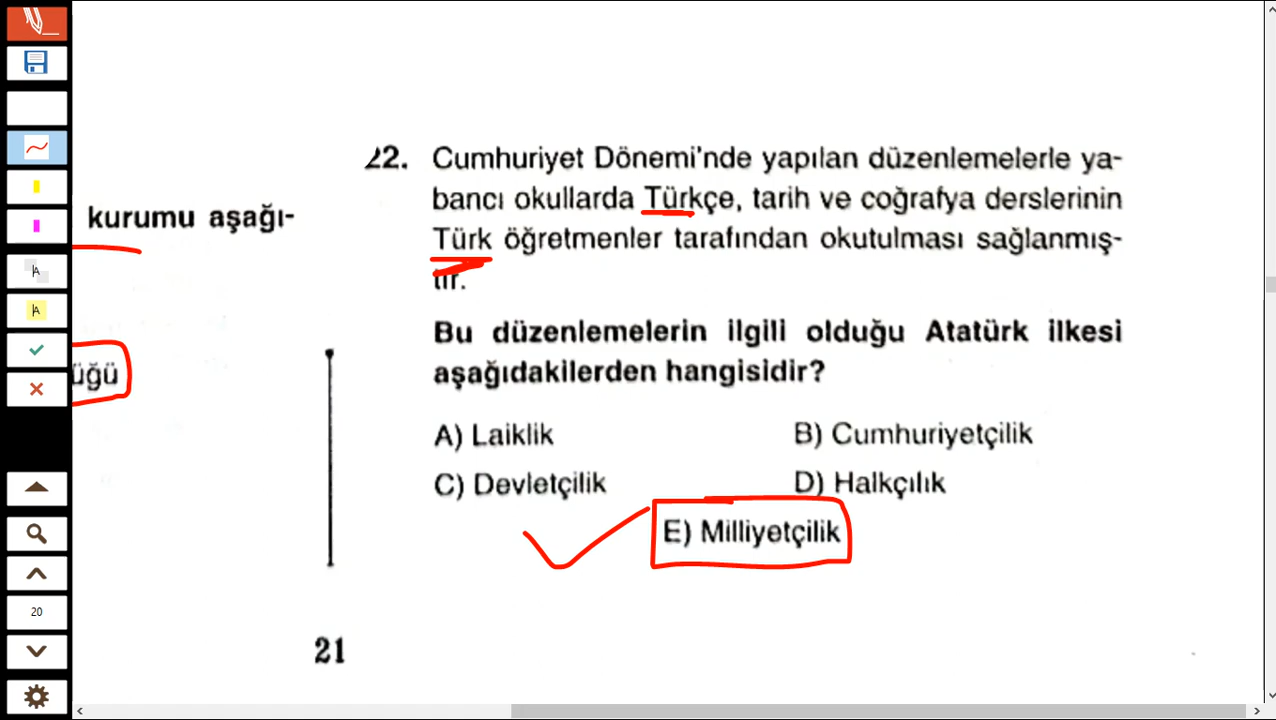 kurumu aşağı-
üğü
22. Cumhuriyet Dönemi'nde yapılan düzenlemelerle ya-
bancı okullarda Türkçe, tarih ve coğrafya derslerinin
Türk öğretmenler tarafından okutulması sağlanmış-
tır.
Bu düzenlemelerin ilgili olduğu Atatürk ilkesi
aşağıdakilerden hangisidir?
A) Laiklik B) Cumhuriyetçilik
C) Devletçilik D) Halkçılık
E) Milliyetçilik
21
A
A
20